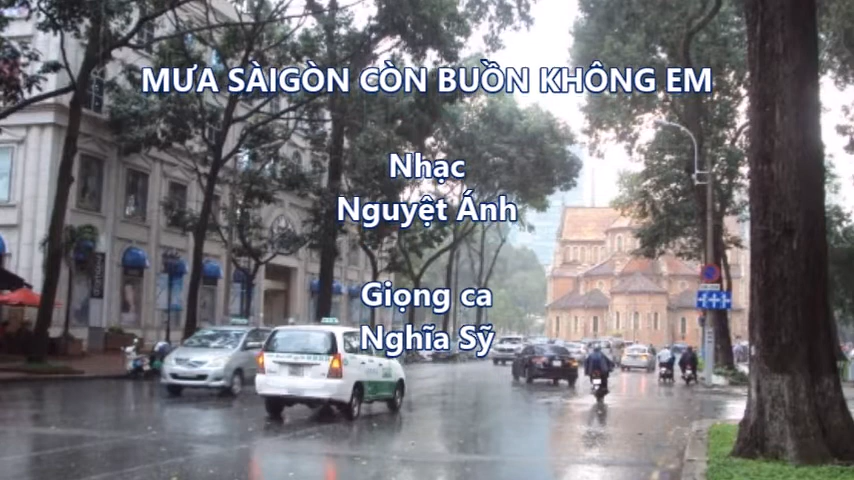 MƯA SÀIGÒN CÒN BUỒN KHÔNG EM
Nhạc
Nguyệt Ánh
Giọng ca
Nghĩa Sỹ